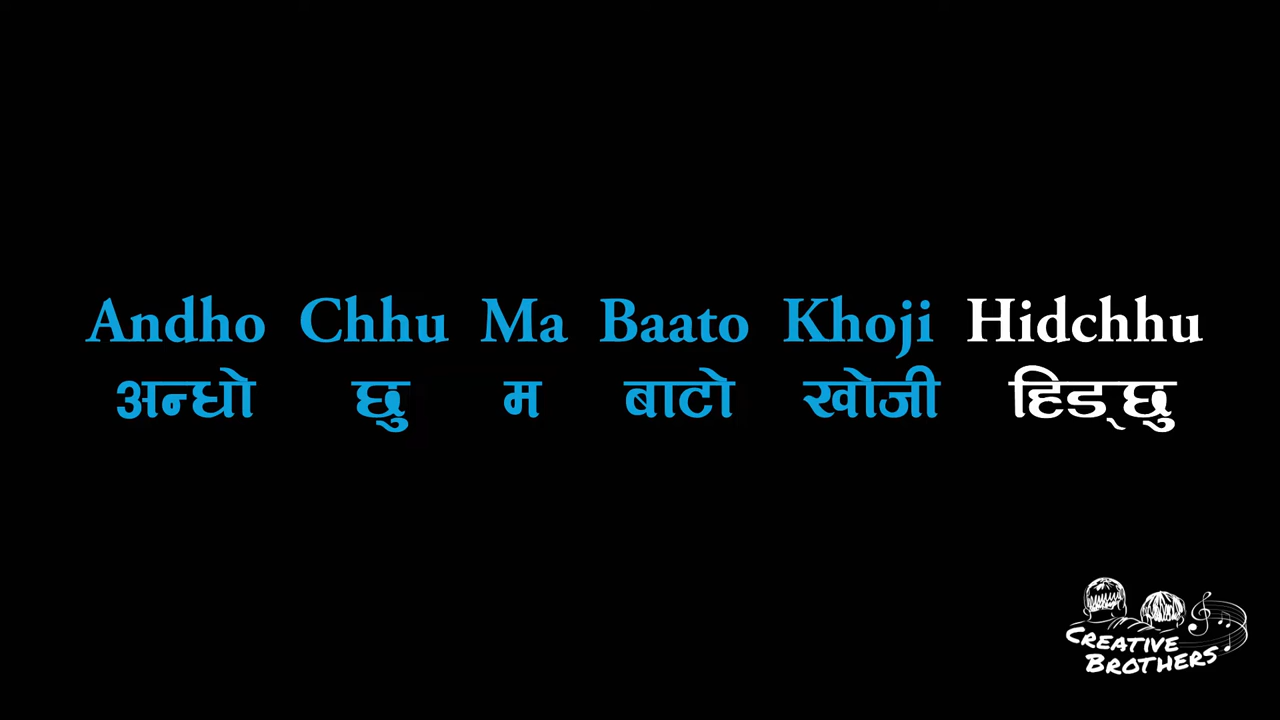 Andho Chhu Ma Baato Khoji Hidchhu
अन्धो छु म बाटो खोजी हिड्छु
CREATIVE
BROTHERS